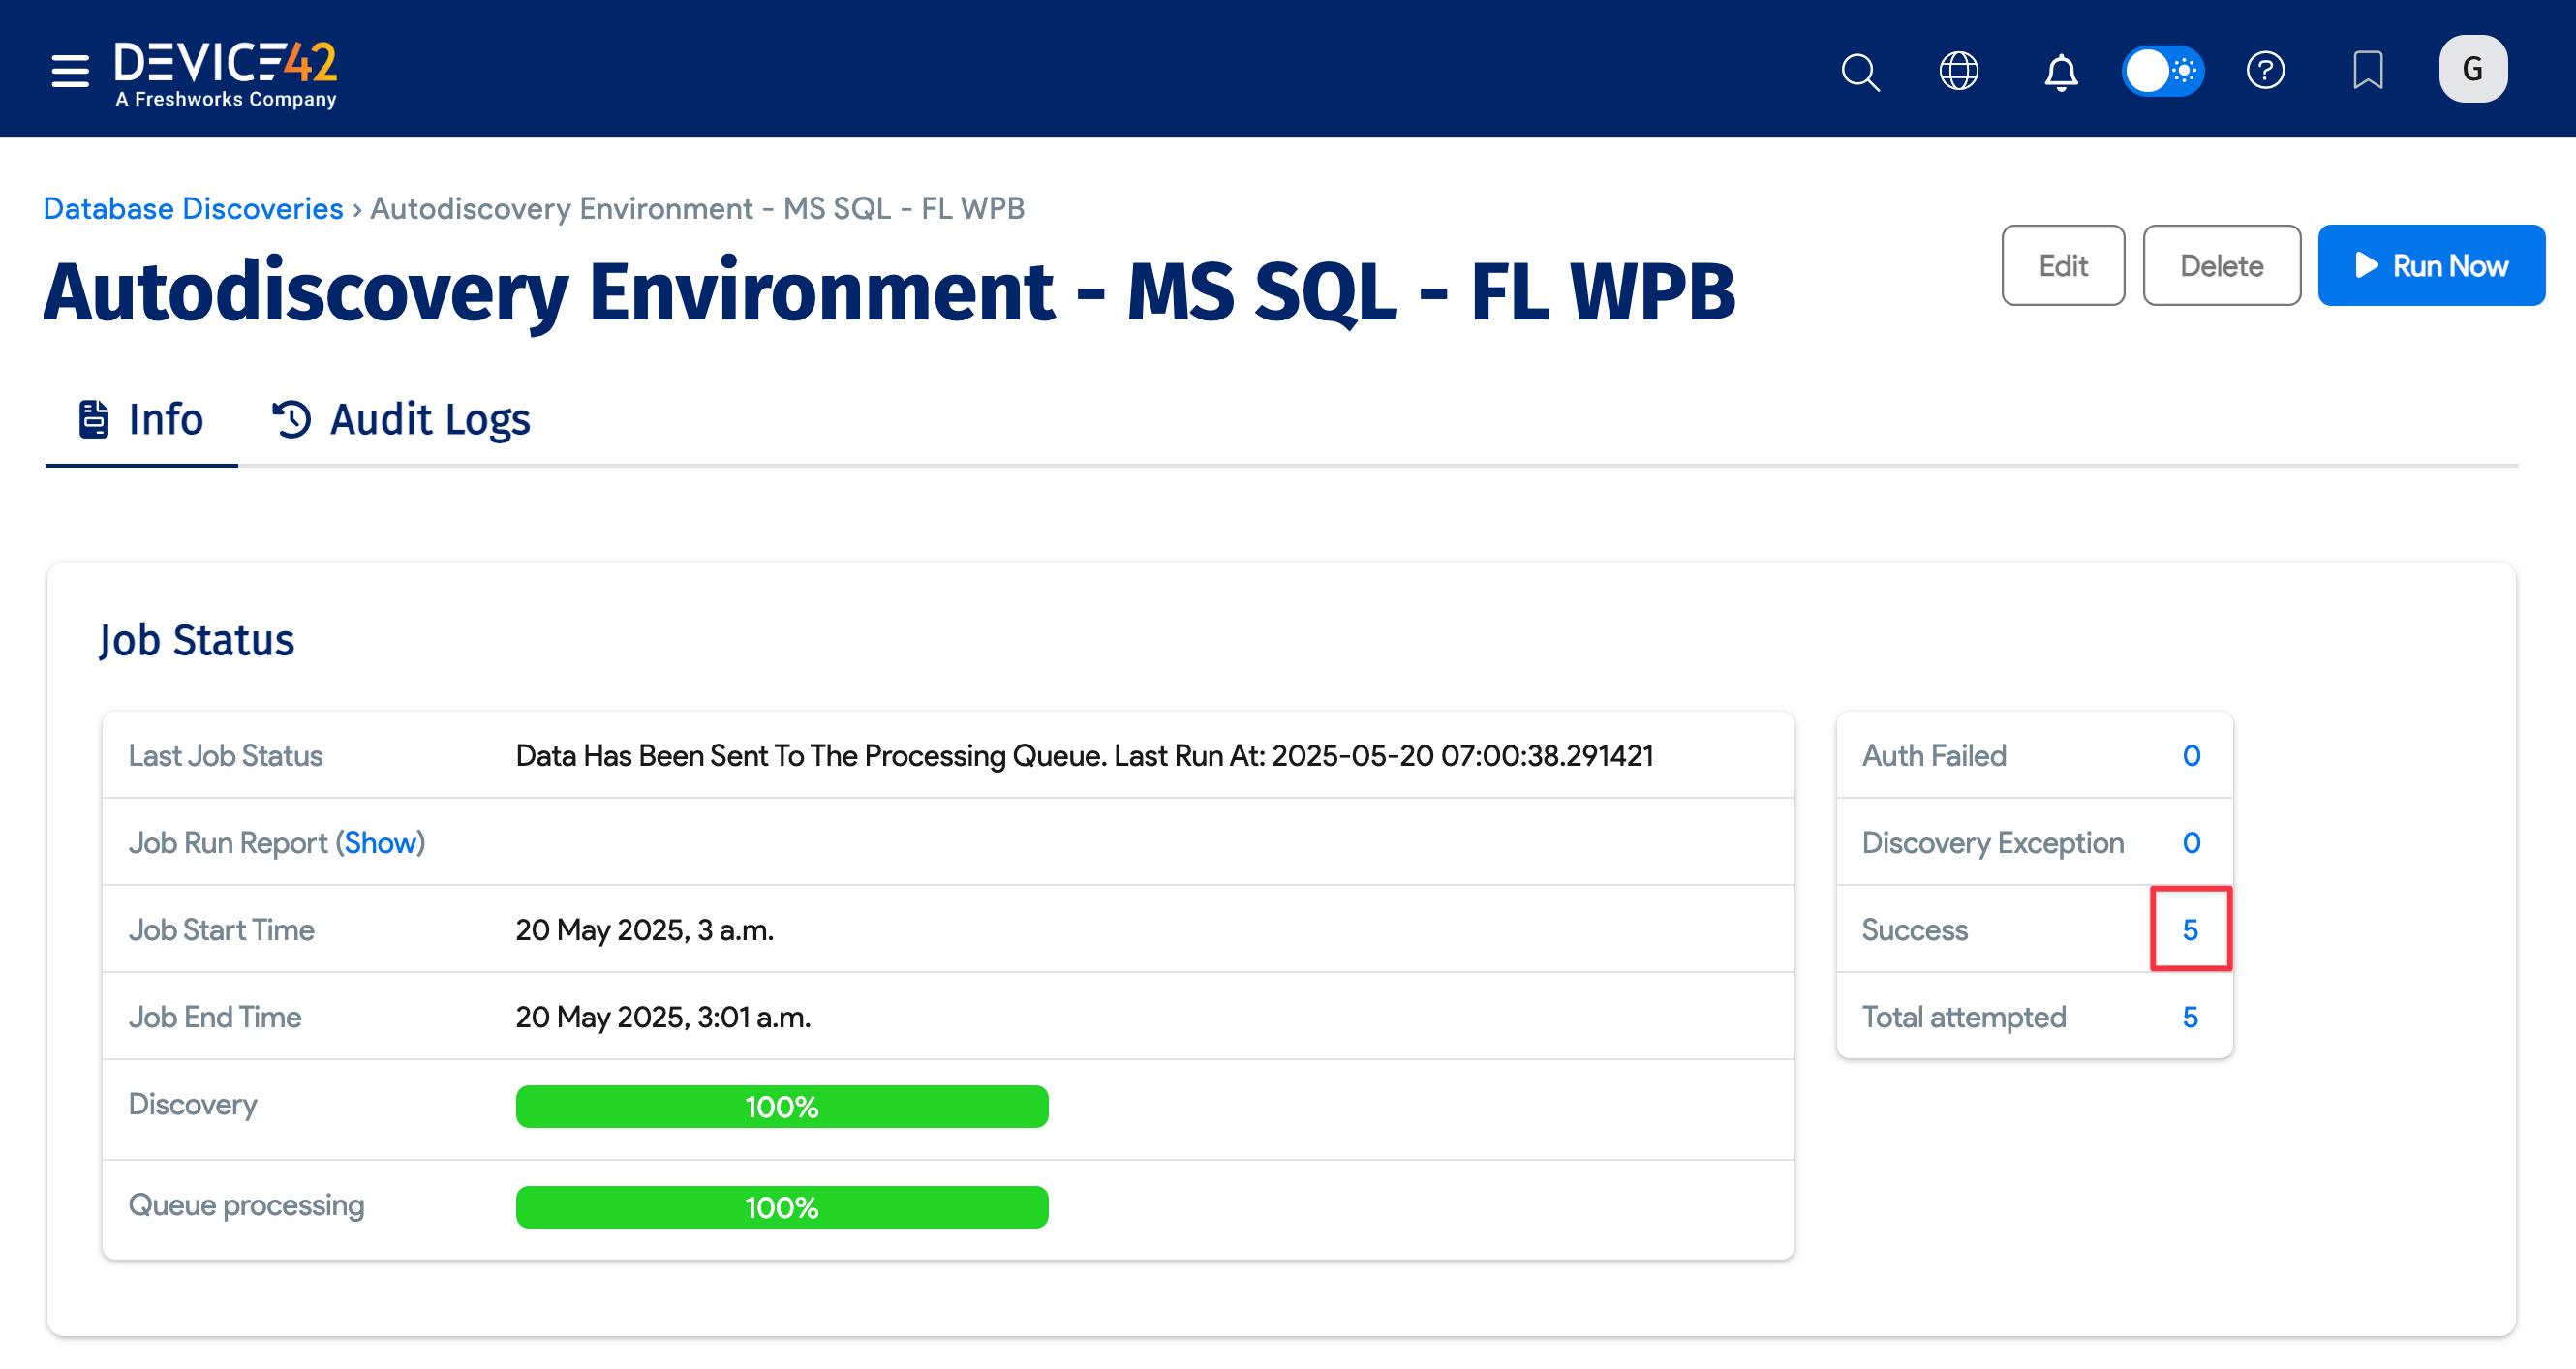 DEVICE42
A Freshworks Company
G
Database Discoveries › Autodiscovery Environment - MS SQL - FL WPB
Autodiscovery Environment - MS SQL - FL WPB
Edit
Delete
Run Now
Info
Audit Logs
Job Status
Last Job Status Data Has Been Sent To The Processing Queue. Last Run At: 2025-05-20 07:00:38.291421
Job Run Report (Show)
Job Start Time 20 May 2025, 3 a.m.
Job End Time 20 May 2025, 3:01 a.m.
Discovery 100%
Queue processing 100%
Auth Failed 0
Discovery Exception 0
Success 5
Total attempted 5